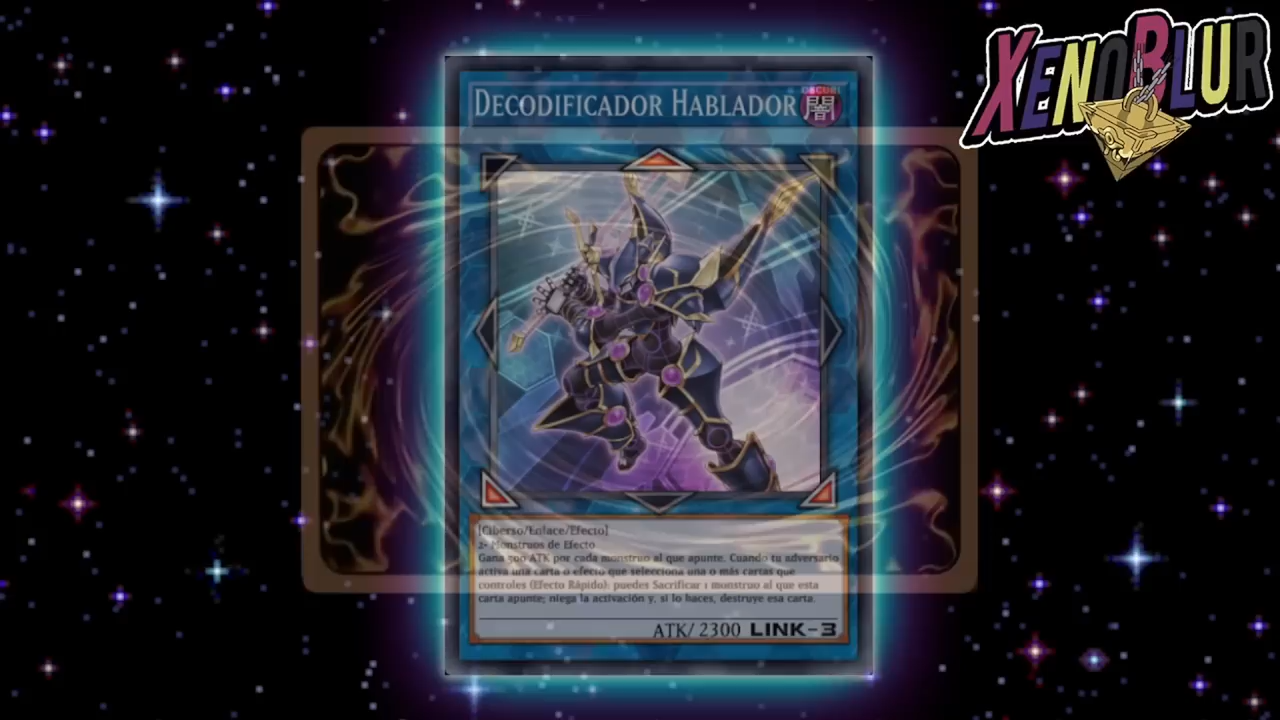 XENOBLUR
DECODIFICADOR HABLADOR
OSCURI
闇
[Ciberso/Enlace/Efecto]
2+ Monstruos de Efecto
Gana 500 ATK por cada monstruo al que apunte. Cuando tu adversario
activa una carta o efecto que selecciona una o más cartas que
controles (Efecto Rápido): puedes Sacrificar 1 monstruo al que esta
carta apunte; niega la activación y, si lo haces, destruye esa carta.
ATK/ 2300 LINK-3